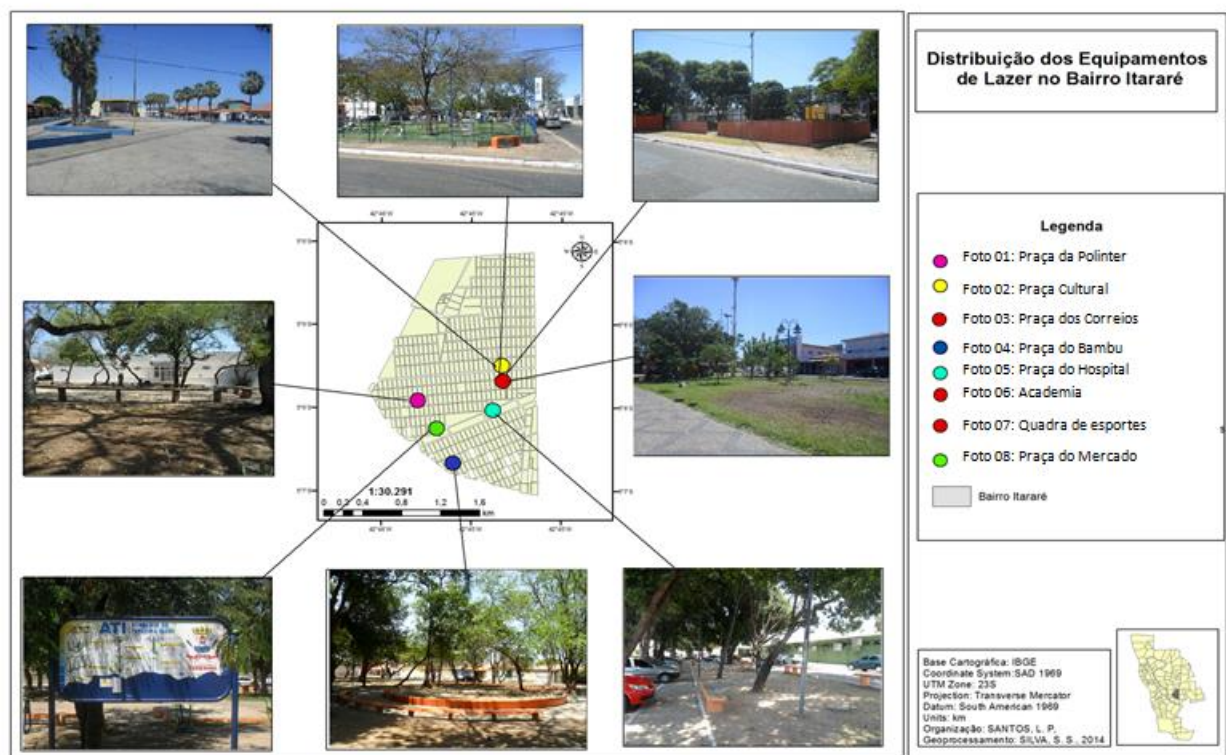 Distribuição dos Equipamentos
de Lazer no Bairro Itararé
Legenda
Foto 01: Praça da Polinter
Foto 02: Praça Cultural
Foto 03: Praça dos Correios
Foto 04: Praça do Bambu
Foto 05: Praça do Hospital
Foto 06: Academia
Foto 07: Quadra de esportes
Foto 08: Praça do Mercado
Bairro Itararé
1:30.291
0 0.2 0.4 0.8 1.2 1.6
km
ATI
Base Cartográfica: IBGE
Coordinate System:SAD 1969
UTM Zone: 23S
Projection: Transverse Mercator
Datum: South American 1969
Units: km
Organização: SANTOS, L. P.
Geoprocessamento: SILVA, S. S., 2014